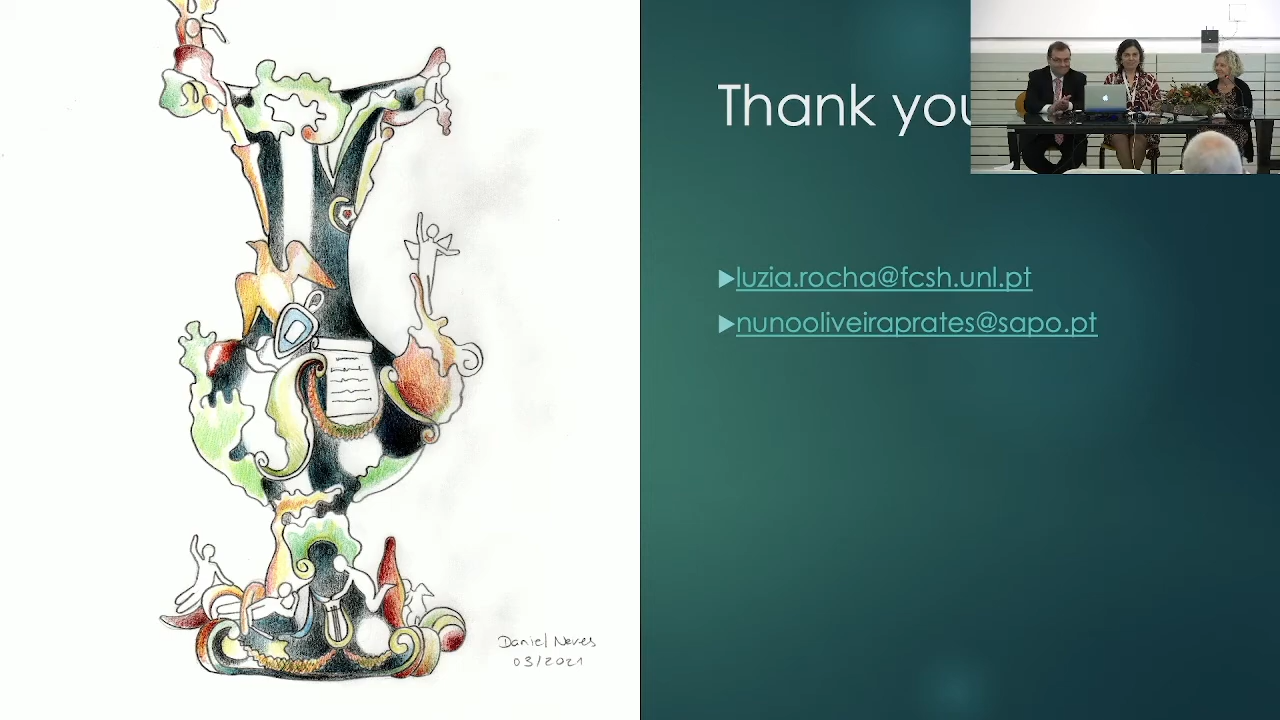 Thank you
luzia.rocha@fcsh.unl.pt
nunooliveiraprates@sapo.pt
Daniel Neves
03/2021